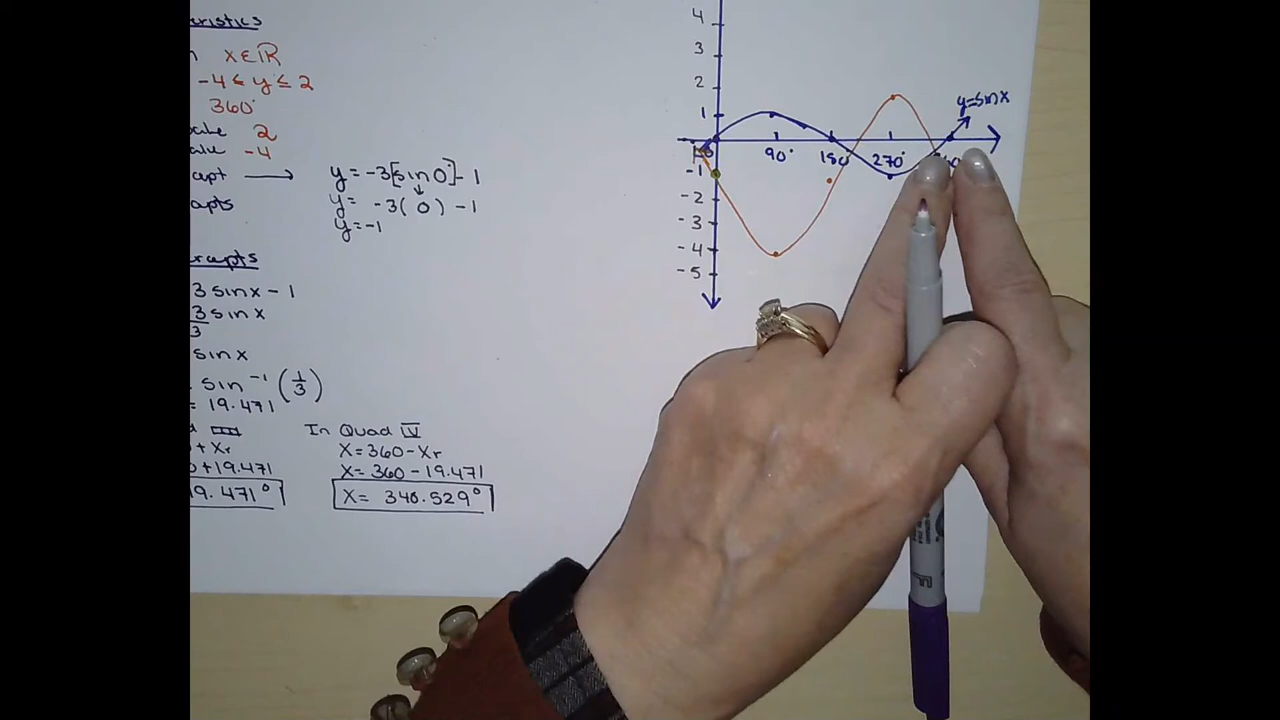 x∈ℝ
-4 ≤ y ≤ 2
360°
2
-4
y = -3[sin 0°] - 1
y = -3( 0 ) - 1
y = -1
3 sin x - 1
3 sin x
3
sin x
sin⁻¹ (1/3)
= 19.471
+ Xr
+19.471
19.471°
In Quad IV
X = 360 - Xr
X = 360 - 19.471
X = 340.529°
4
3
2
1
-1
-2
-3
-4
-5
90°
180
270°
y = sin x